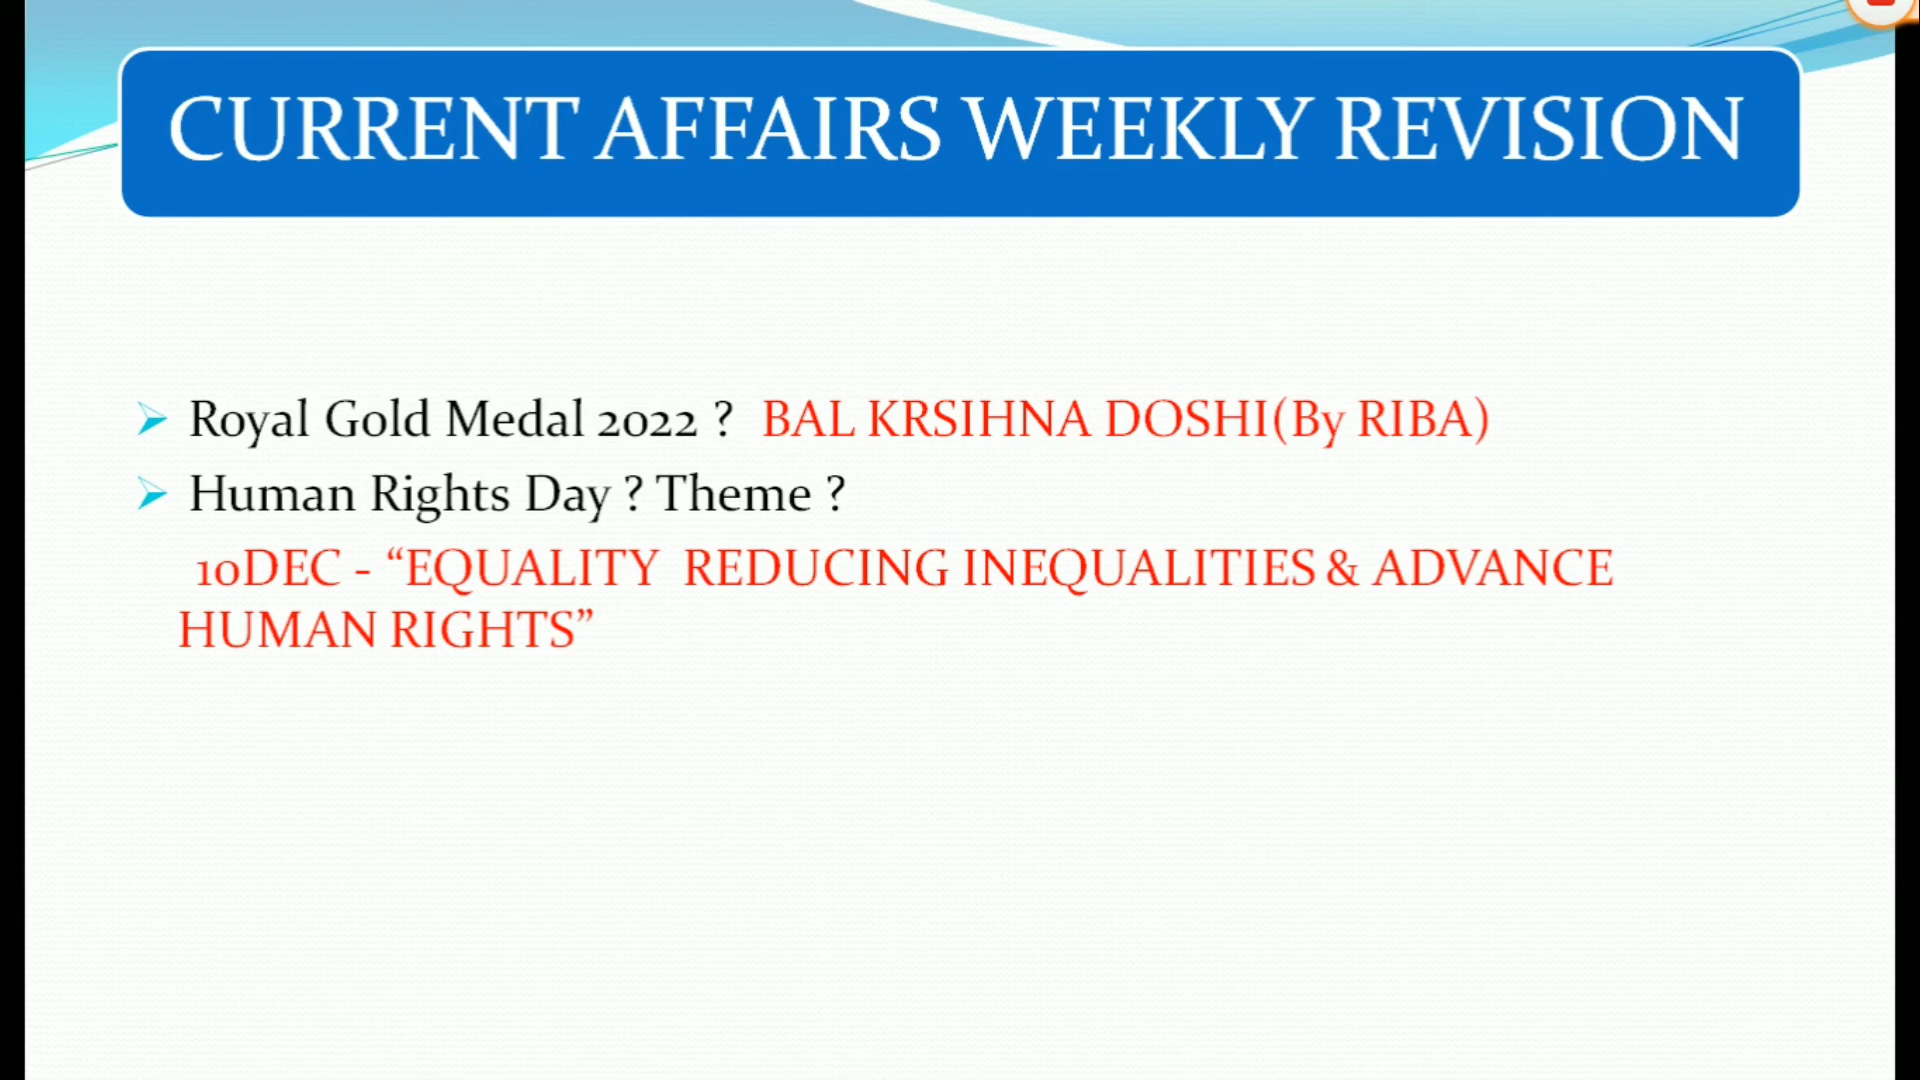 CURRENT AFFAIRS WEEKLY REVISION
Royal Gold Medal 2022 ? BAL KRSIHNA DOSHI(By RIBA)
Human Rights Day ? Theme ?
10DEC - “EQUALITY REDUCING INEQUALITIES & ADVANCE
HUMAN RIGHTS”